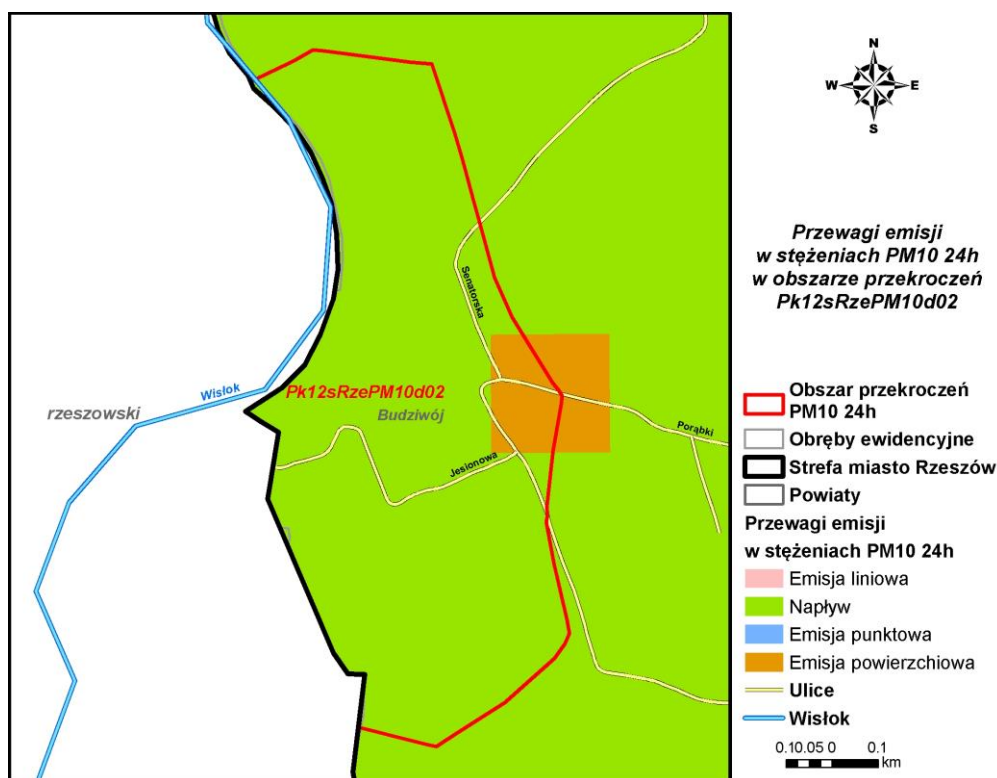 N
W E
S
Przewagi emisji
w stężeniach PM10 24h
w obszarze przekroczeń
Pk12sRzePM10d02
Senatorska
Wisłok
Pk12sRzePM10d02
rzeszowski
Budziwój
Porąbki
Jesionowa
Obszar przekroczeń
PM10 24h
Obręby ewidencyjne
Strefa miasto Rzeszów
Powiaty
Przewagi emisji
w stężeniach PM10 24h
Emisja liniowa
Napływ
Emisja punktowa
Emisja powierzchiowa
Ulice
Wisłok
0.10.05 0 0.1
km